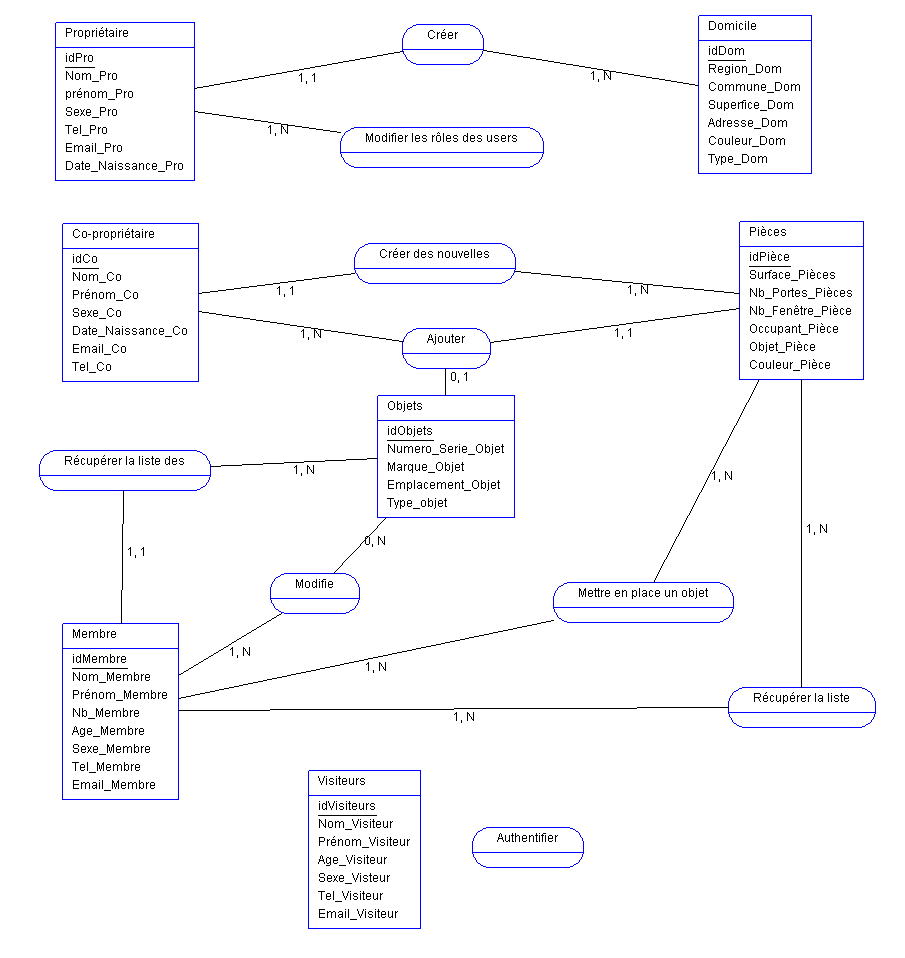 Propriétaire
idPro
Nom_Pro
prénom_Pro
Sexe_Pro
Tel_Pro
Email_Pro
Date_Naissance_Pro
Créer
1, 1
1, N
Domicile
idDom
Region_Dom
Commune_Dom
Superfice_Dom
Adresse_Dom
Couleur_Dom
Type_Dom
1, N
Modifier les rôles des users
Co-propriétaire
idCo
Nom_Co
Prénom_Co
Sexe_Co
Date_Naissance_Co
Email_Co
Tel_Co
Créer des nouvelles
1, 1
1, N
Pièces
idPièce
Surface_Pièces
Nb_Portes_Pièces
Nb_Fenêtre_Pièce
Occupant_Pièce
Objet_Pièce
Couleur_Pièce
1, N
Ajouter
1, 1
0, 1
Objets
idObjets
Numero_Serie_Objet
Marque_Objet
Emplacement_Objet
Type_objet
Récupérer la liste des
1, N
1, 1
0, N
Modifie
1, N
1, N
Mettre en place un objet
1, N
1, N
Récupérer la liste
1, N
Membre
idMembre
Nom_Membre
Prénom_Membre
Nb_Membre
Age_Membre
Sexe_Membre
Tel_Membre
Email_Membre
Visiteurs
idVisiteurs
Nom_Visiteur
Prénom_Visiteur
Age_Visiteur
Sexe_Visteur
Tel_Visiteur
Email_Visiteur
Authentifier